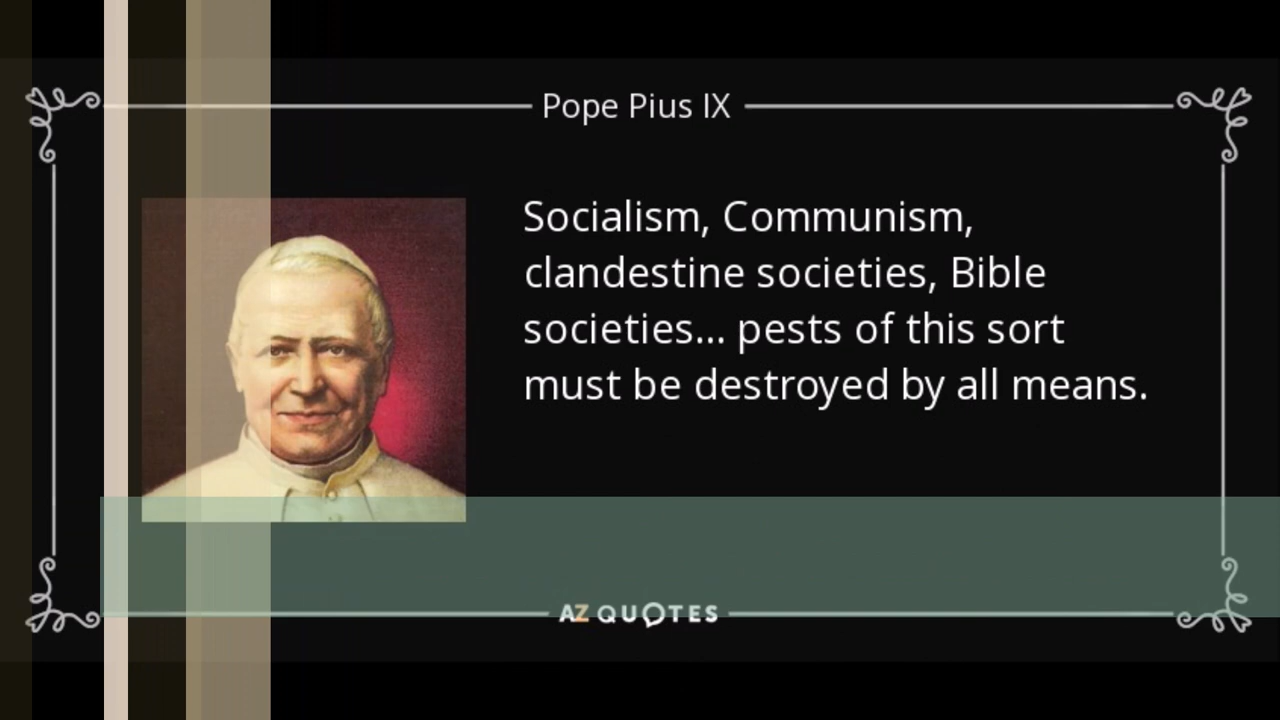 Pope Pius IX
Socialism, Communism,
clandestine societies, Bible
societies... pests of this sort
must be destroyed by all means.
AZ QUOTES